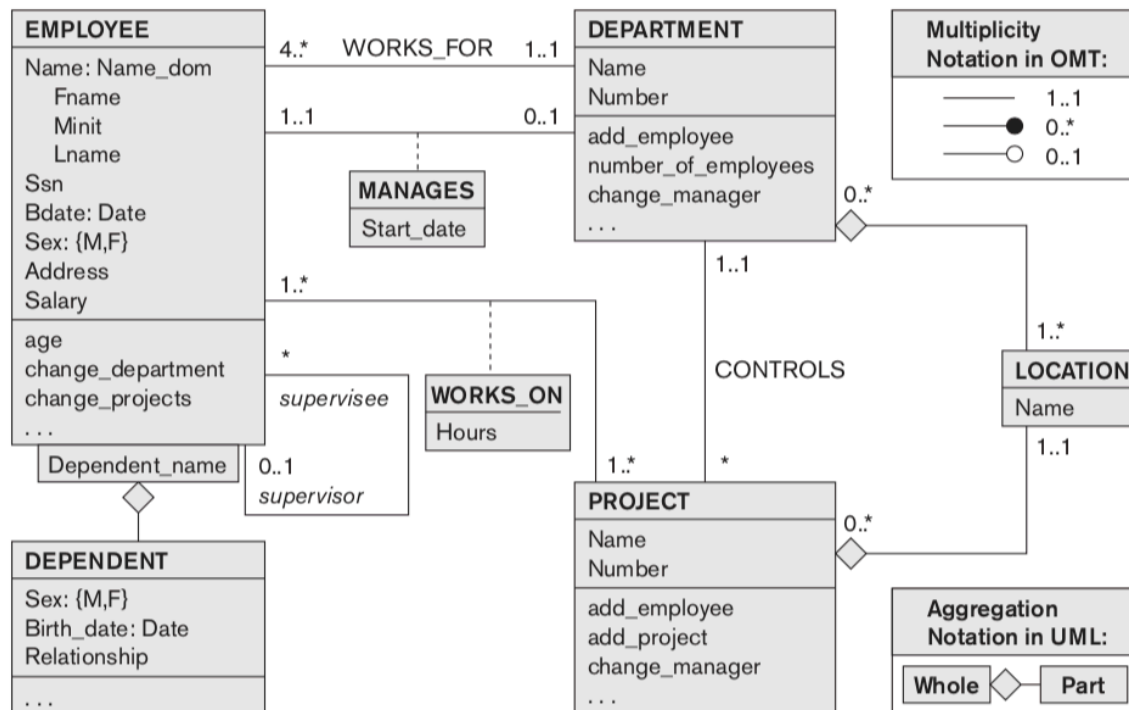 EMPLOYEE
Name: Name_dom
Fname
Minit
Lname
Ssn
Bdate: Date
Sex: {M,F}
Address
Salary
age
change_department
change_projects
. . .
Dependent_name
DEPENDENT
Sex: {M,F}
Birth_date: Date
Relationship
. . .
4..*
WORKS_FOR
1..1
1..1
0..1
MANAGES
Start_date
1..*
*
supervisee
0..1
supervisor
WORKS_ON
Hours
1..*
DEPARTMENT
Name
Number
add_employee
number_of_employees
change_manager
. . .
0..*
1..1
CONTROLS
*
PROJECT
Name
Number
add_employee
add_project
change_manager
. . .
0..*
1..*
LOCATION
Name
1..1
Multiplicity
Notation in OMT:
1..1
0..*
0..1
Aggregation
Notation in UML:
Whole
Part